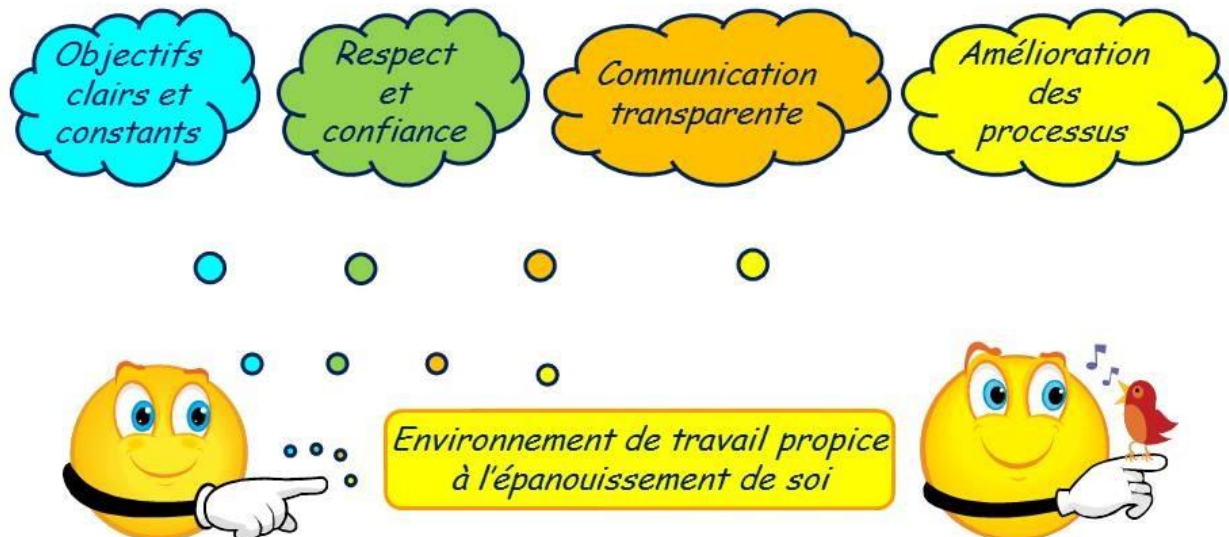 Objectifs
clairs et
constants
Respect
et
confiance
Communication
transparente
Amélioration
des
processus
Environnement de travail propice
à l'épanouissement de soi